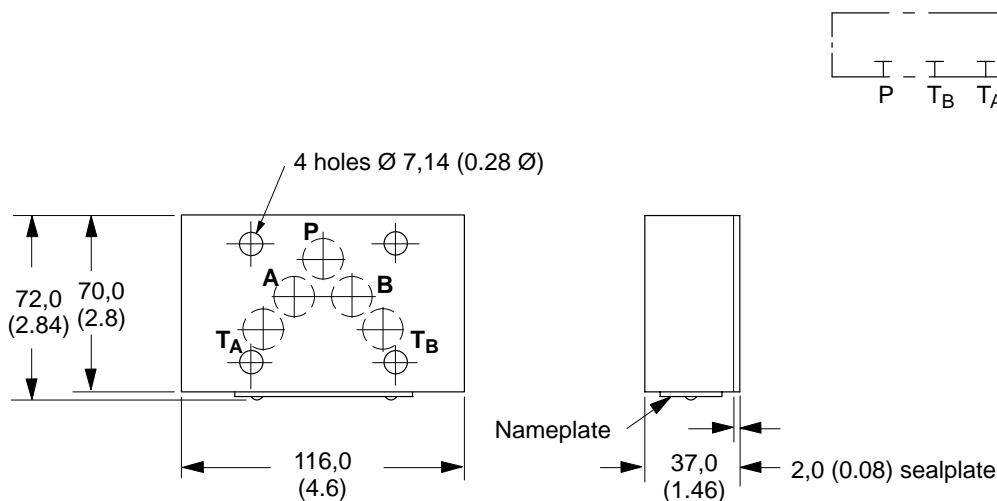 P T_B T_A
4 holes Ø 7,14 (0.28 Ø)
P
A B
T_A T_B
72,0
(2.84)
70,0
(2.8)
Nameplate
116,0
(4.6)
37,0
(1.46)
2,0 (0.08) sealplate